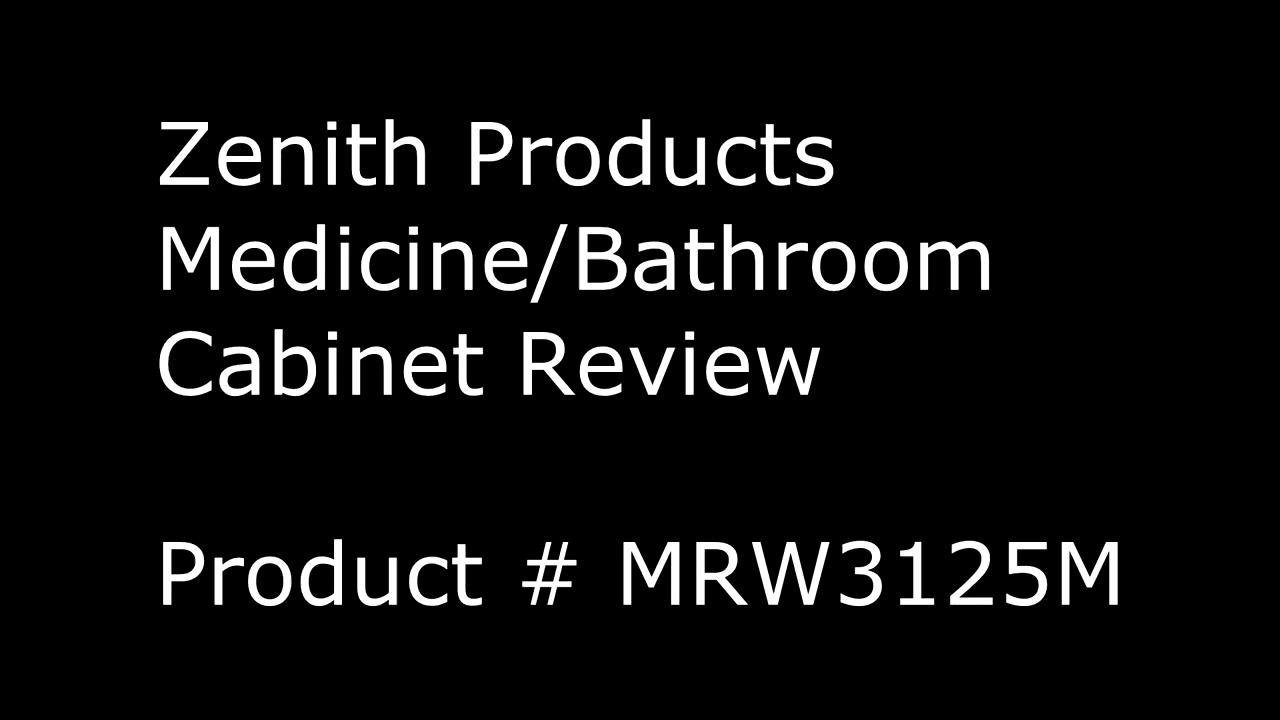 Zenith Products
Medicine/Bathroom
Cabinet Review
Product # MRW3125M